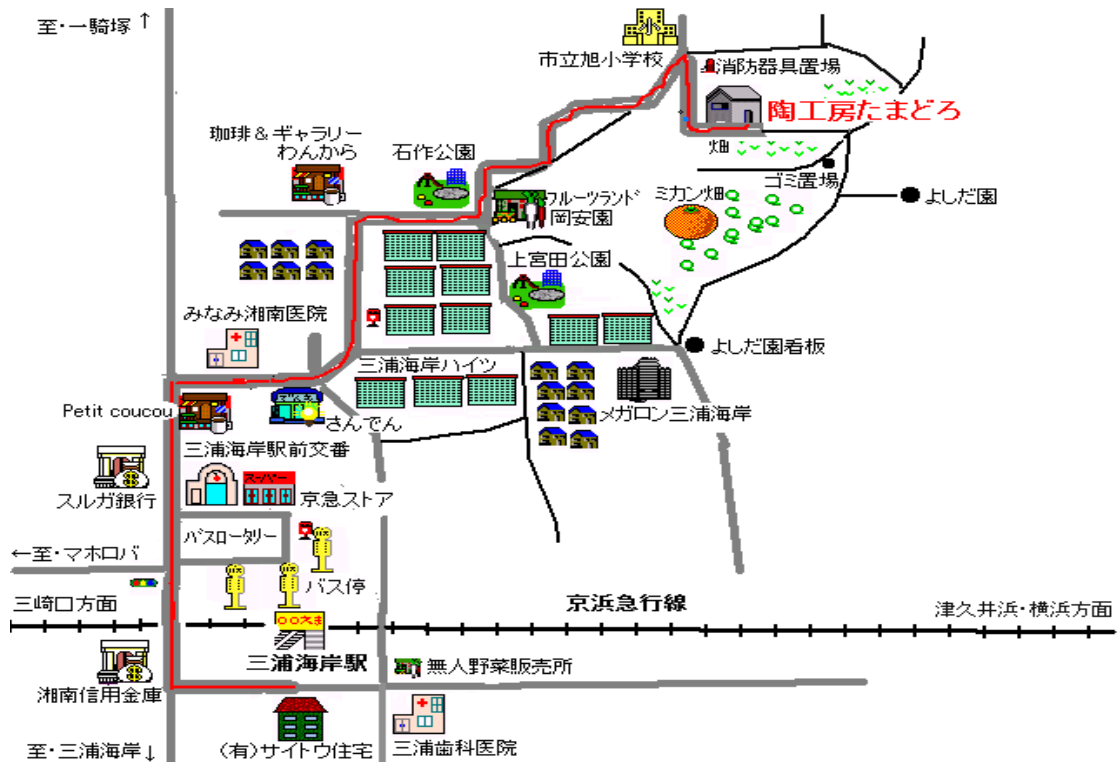 至・一騎塚 ↑
市立旭小学校
消防器具置場
陶工房たまどろ
珈琲＆ギャラリー
わんから
石作公園
畑
ゴミ置場
フルーツランド
岡安園
ミカン畑
よしだ園
上宮田公園
みなみ湘南医院
よしだ園看板
三浦海岸ハイツ
Petit coucou
さんでん
メガロン三浦海岸
三浦海岸駅前交番
スーパー
スルガ銀行
京急ストア
バスロータリー
←至・マホロバ
バス停
三崎口方面
京浜急行線
津久井浜・横浜方面
〇〇えき
三浦海岸駅
無人野菜販売所
湘南信用金庫
至・三浦海岸↓
(有)サイトウ住宅
三浦歯科医院